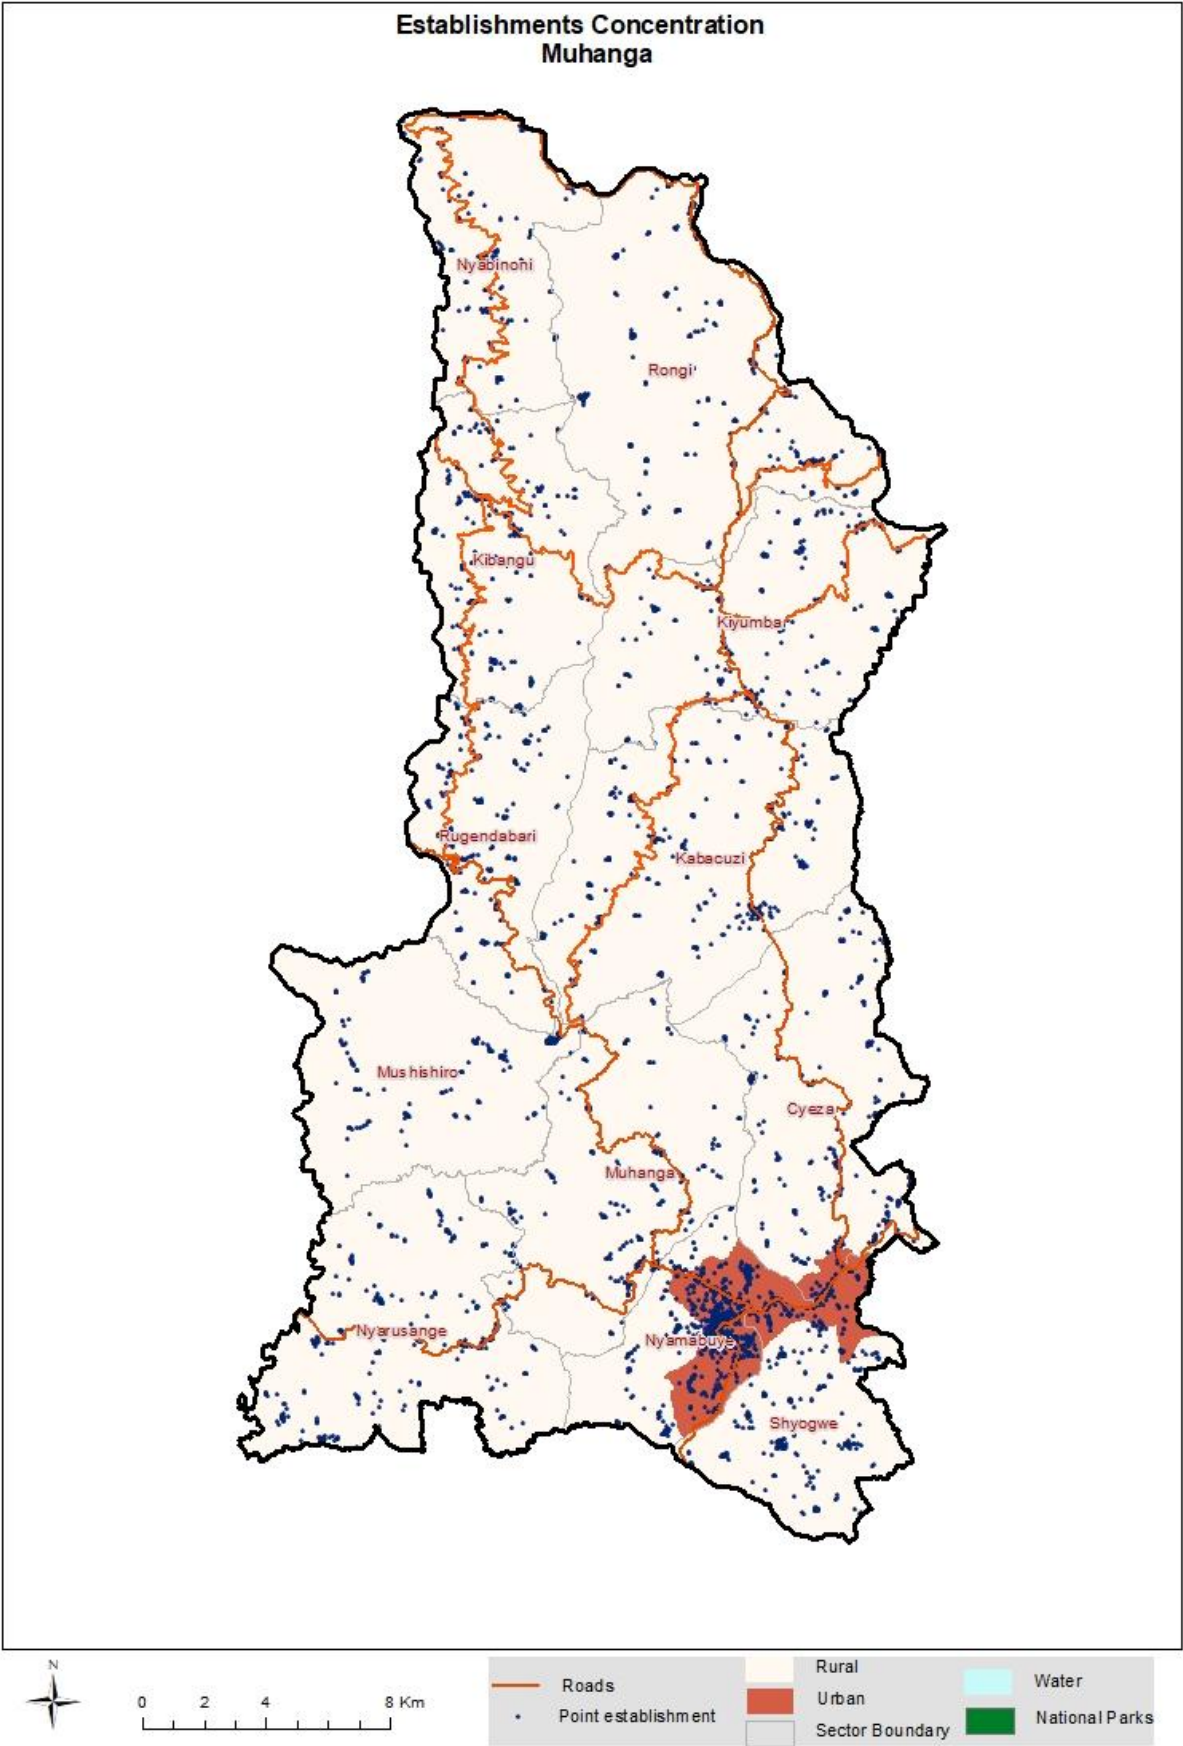 Establishments Concentration
Muhanga
Nyabinoni
Rongi
Kibangu
Kiyumba
Rugendabari
Kabacuzi
Mushishiro
Cyeza
Muhanga
Nyarusange
Nyamabuye
Shyogwe
N
0 2 4 8 Km
Roads
Point establishment
Rural
Urban
Sector Boundary
Water
National Parks